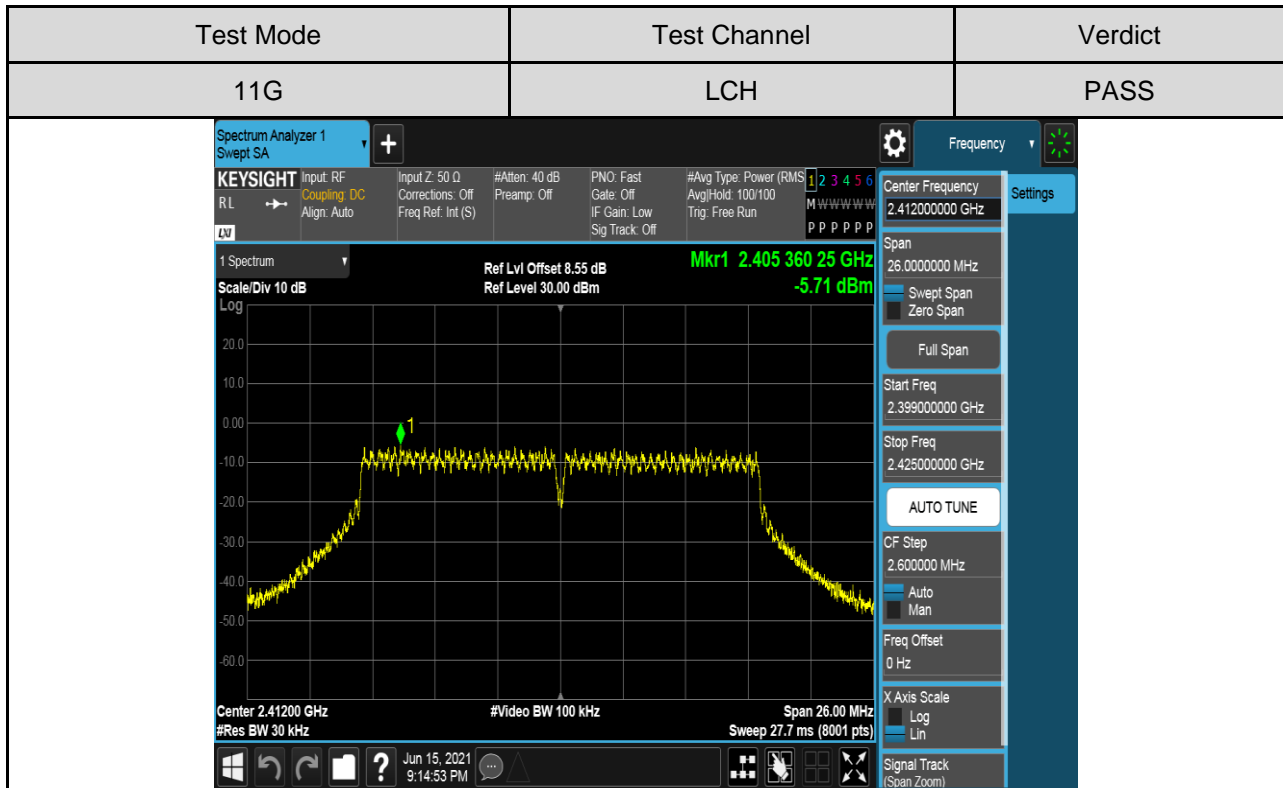 Test Mode Test Channel Verdict
11G LCH PASS
Spectrum Analyzer 1
Swept SA
+
Frequency
KEYSIGHT
RL
LXI
Input: RF
Coupling: DC
Align: Auto
Input Z: 50 Ω
Corrections: Off
Freq Ref: Int (S)
#Atten: 40 dB
Preamp: Off
PNO: Fast
Gate: Off
IF Gain: Low
Sig Track: Off
#Avg Type: Power (RMS
Avg|Hold: 100/100
Trig: Free Run
1 2 3 4 5 6
M W W W W W
P P P P P P
1 Spectrum
Scale/Div 10 dB
Ref Lvl Offset 8.55 dB
Ref Level 30.00 dBm
Mkr1 2.405 360 25 GHz
-5.71 dBm
Log
20.0
10.0
0.00
-10.0
-20.0
-30.0
-40.0
-50.0
-60.0
1
Center 2.41200 GHz
#Res BW 30 kHz
#Video BW 100 kHz
Span 26.00 MHz
Sweep 27.7 ms (8001 pts)
?
Jun 15, 2021
9:14:53 PM
Center Frequency
2.412000000 GHz
Settings
Span
26.0000000 MHz
Swept Span
Zero Span
Full Span
Start Freq
2.399000000 GHz
Stop Freq
2.425000000 GHz
AUTO TUNE
CF Step
2.600000 MHz
Auto
Man
Freq Offset
0 Hz
X Axis Scale
Log
Lin
Signal Track
(Span Zoom)